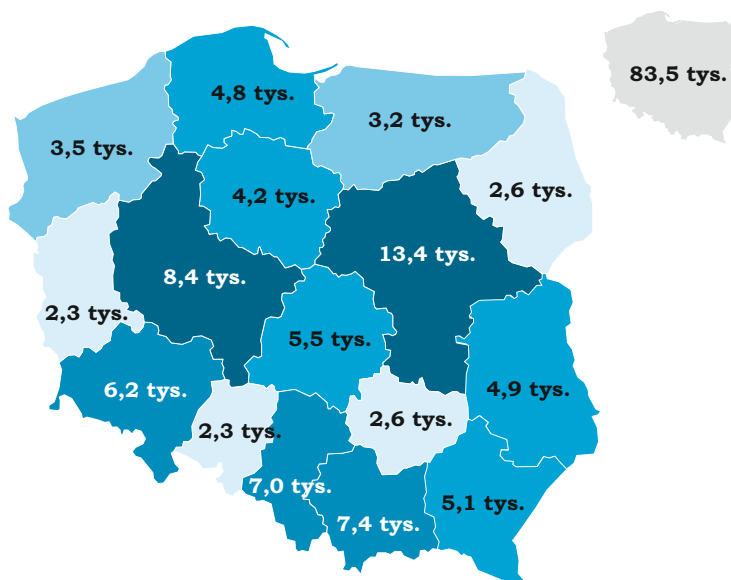 83,5 tys.
4,8 tys.
3,2 tys.
3,5 tys.
4,2 tys.
2,6 tys.
13,4 tys.
8,4 tys.
2,3 tys.
5,5 tys.
6,2 tys.
4,9 tys.
2,3 tys.
2,6 tys.
7,0 tys.
5,1 tys.
7,4 tys.